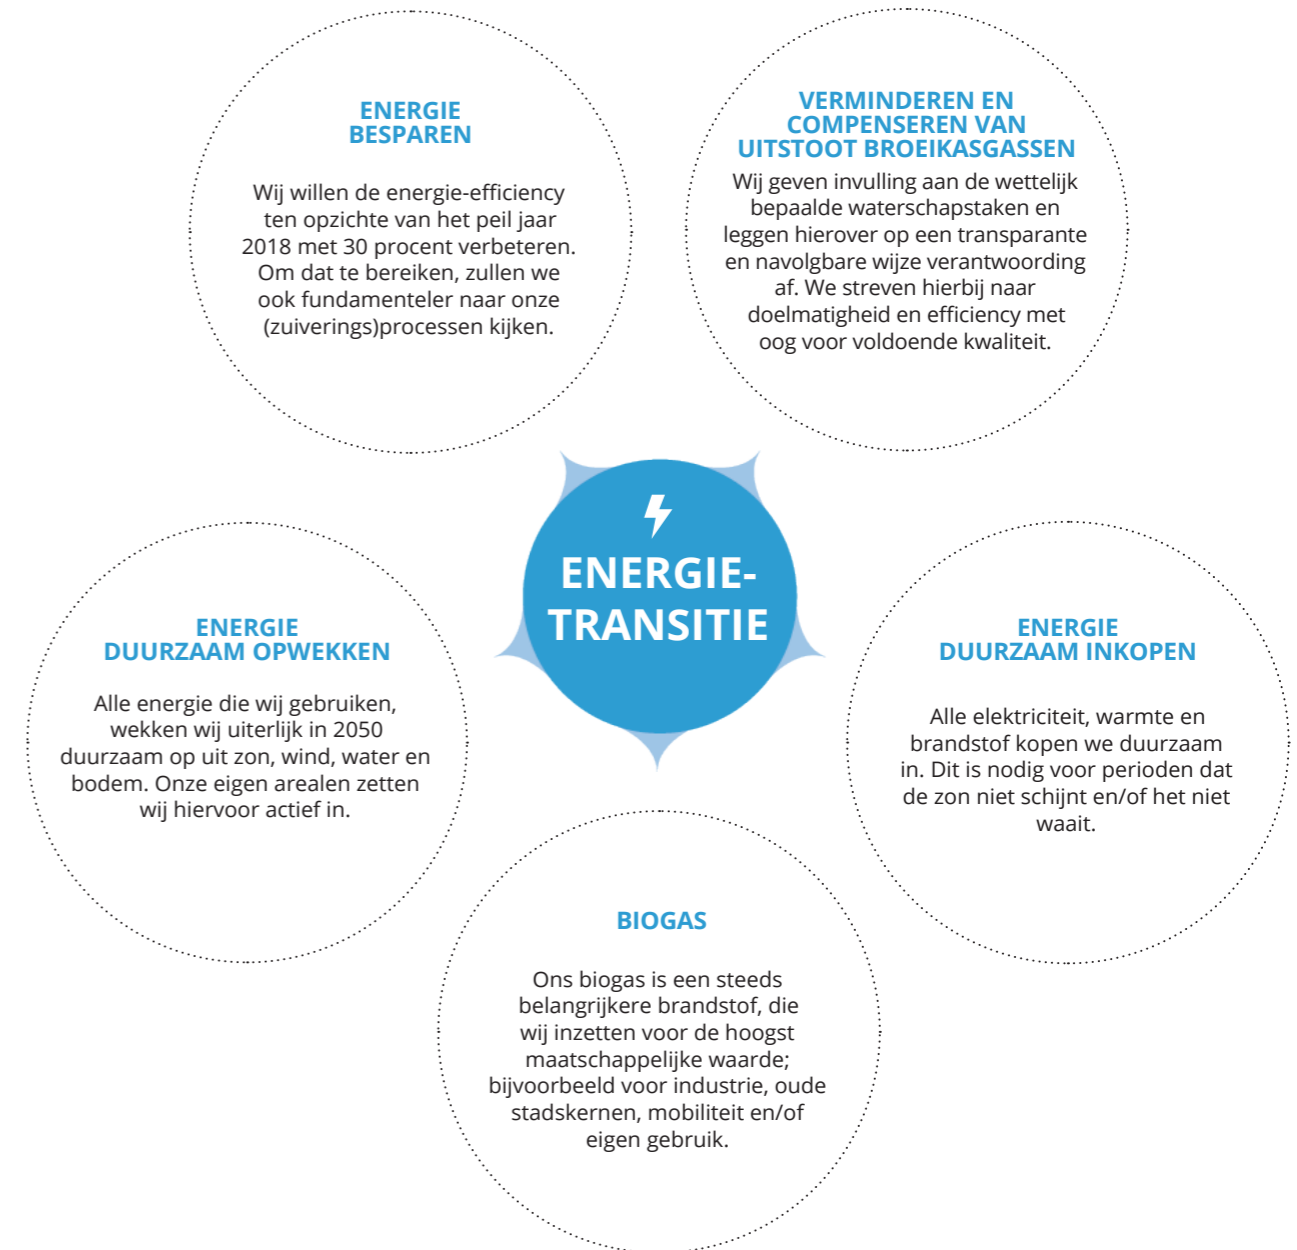 ENERGIE
BESPAREN
Wij willen de energie-efficiency
ten opzichte van het peil jaar
2018 met 30 procent verbeteren.
Om dat te bereiken, zullen we
ook fundamenteler naar onze
(zuiverings)processen kijken.
VERMINDEREN EN
COMPENSEREN VAN
UITSTOOT BROEIKASGASSEN
Wij geven invulling aan de wettelijk
bepaalde waterschapstaken en
leggen hierover op een transparante
en navolgbare wijze verantwoording
af. We streven hierbij naar
doelmatigheid en efficiency met
oog voor voldoende kwaliteit.
ENERGIE-
TRANSITIE
ENERGIE
DUURZAAM OPWEKKEN
Alle energie die wij gebruiken,
wekken wij uiterlijk in 2050
duurzaam op uit zon, wind, water en
bodem. Onze eigen arealen zetten
wij hiervoor actief in.
ENERGIE
DUURZAAM INKOPEN
Alle elektriciteit, warmte en
brandstof kopen we duurzaam
in. Dit is nodig voor perioden dat
de zon niet schijnt en/of het niet
waait.
BIOGAS
Ons biogas is een steeds
belangrijkere brandstof, die
wij inzetten voor de hoogst
maatschappelijke waarde;
bijvoorbeeld voor industrie, oude
stadskernen, mobiliteit en/of
eigen gebruik.